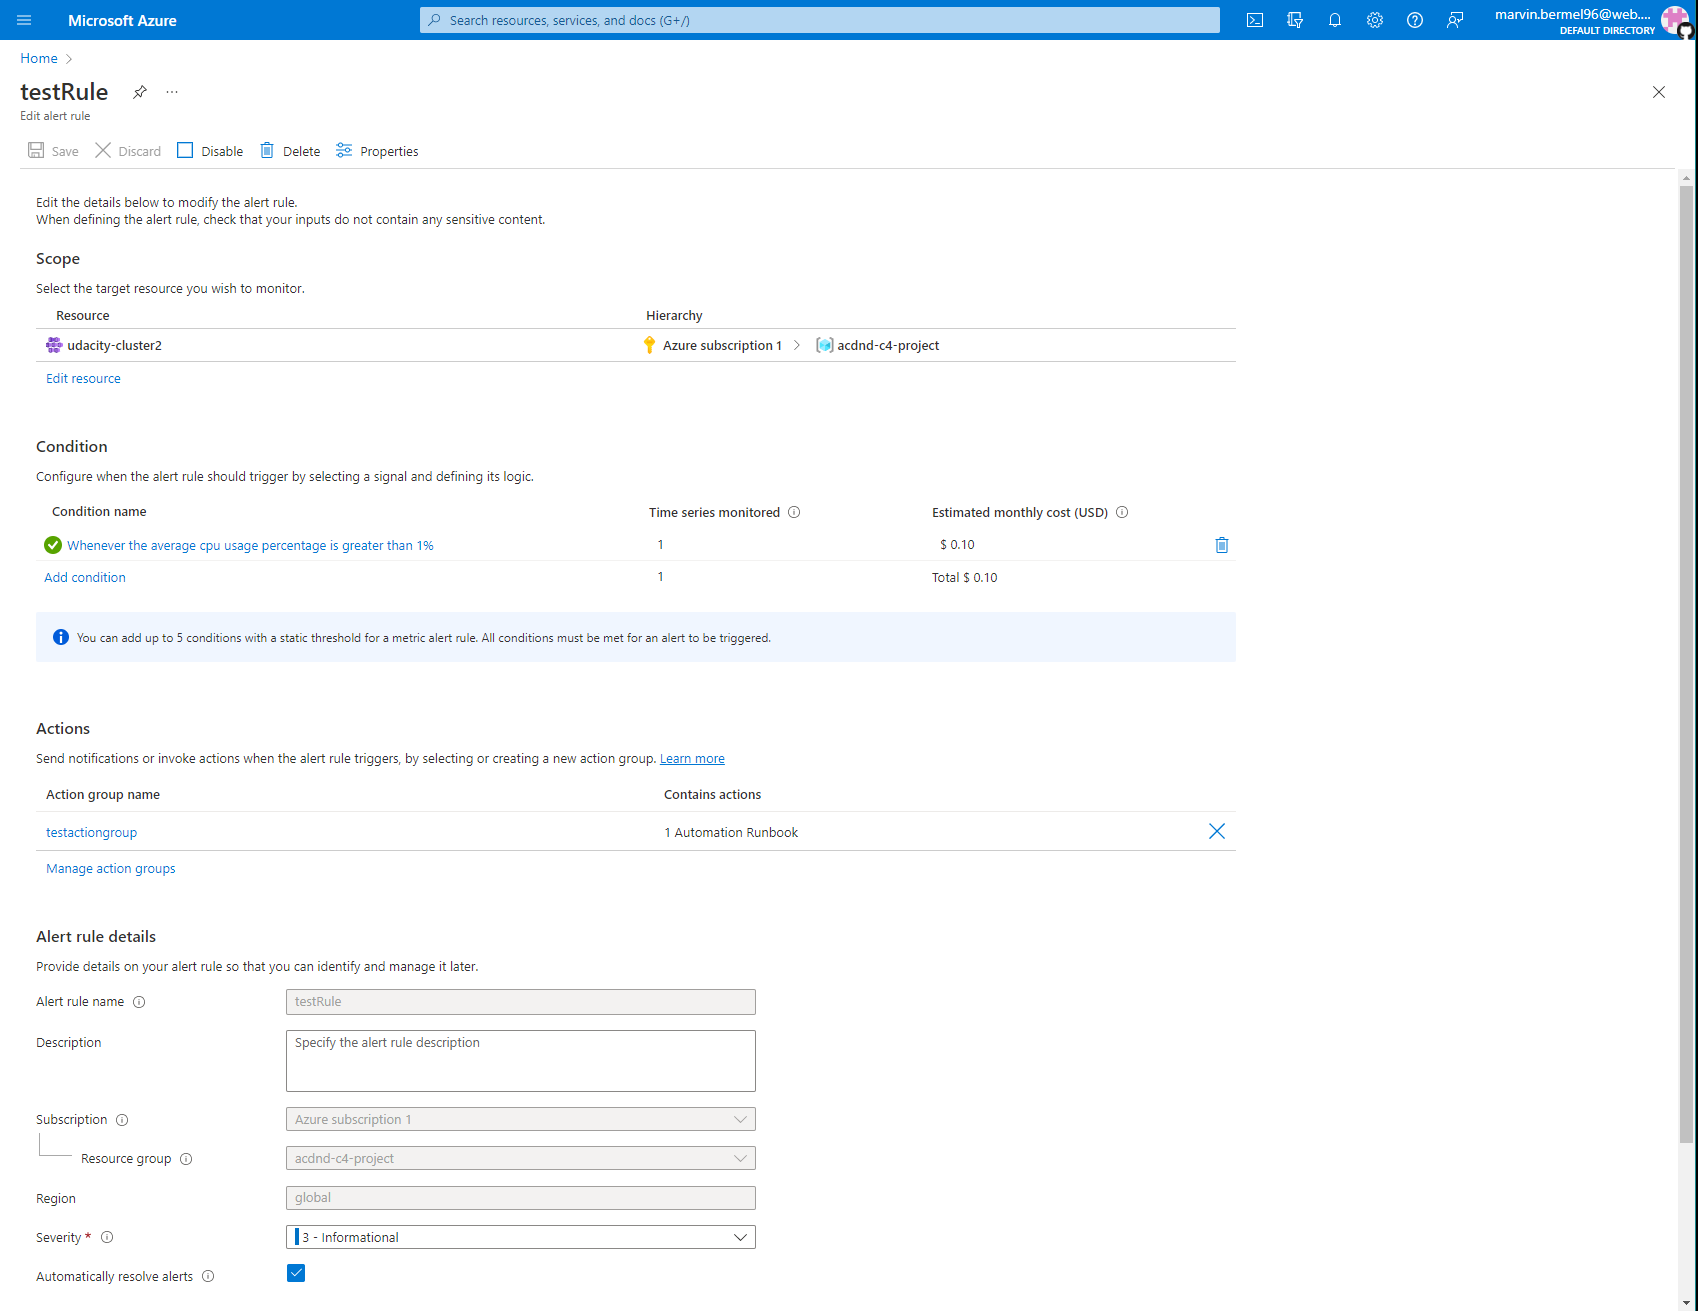 Microsoft Azure
Search resources, services, and docs (G+/)
marvin.bermel96@web....
DEFAULT DIRECTORY
Home
testRule
Edit alert rule
Save Discard Disable Delete Properties
Edit the details below to modify the alert rule.
When defining the alert rule, check that your inputs do not contain any sensitive content.
Scope
Select the target resource you wish to monitor.
Resource Hierarchy
udacity-cluster2 Azure subscription 1 > acdnd-c4-project
Edit resource
Condition
Configure when the alert rule should trigger by selecting a signal and defining its logic.
Condition name Time series monitored Estimated monthly cost (USD)
Whenever the average cpu usage percentage is greater than 1% 1 $ 0.10
Add condition 1 Total $ 0.10
You can add up to 5 conditions with a static threshold for a metric alert rule. All conditions must be met for an alert to be triggered.
Actions
Send notifications or invoke actions when the alert rule triggers, by selecting or creating a new action group. Learn more
Action group name Contains actions
testactiongroup 1 Automation Runbook
Manage action groups
Alert rule details
Provide details on your alert rule so that you can identify and manage it later.
Alert rule name testRule
Description Specify the alert rule description
Subscription Azure subscription 1
Resource group acdnd-c4-project
Region global
Severity * 3 - Informational
Automatically resolve alerts